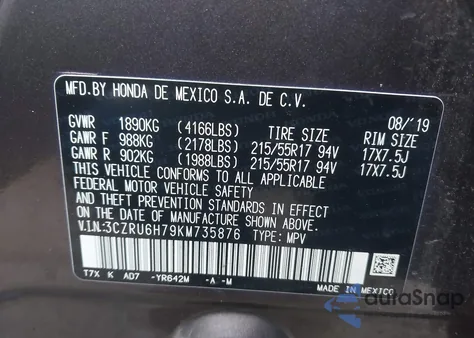 MFD.BY HONDA DE MEXICO S.A. DE C.V.
08/'19
GVWR 1890KG (4166LBS) TIRE SIZE RIM SIZE
GAWR F 988KG (2178LBS) 215/55R17 94V 17X7.5J
GAWR R 902KG (1988LBS) 215/55R17 94V 17X7.5J
THIS VEHICLE CONFORMS TO ALL APPLICABLE
FEDERAL MOTOR VEHICLE SAFETY
AND THEFT PREVENTION STANDARDS IN EFFECT
ON THE DATE OF MANUFACTURE SHOWN ABOVE.
V.I.N:3CZRU6H79KM735876 TYPE: MPV
T7X K AD7 -YR642M -A -M
MADE IN MEXICO
autoSnap